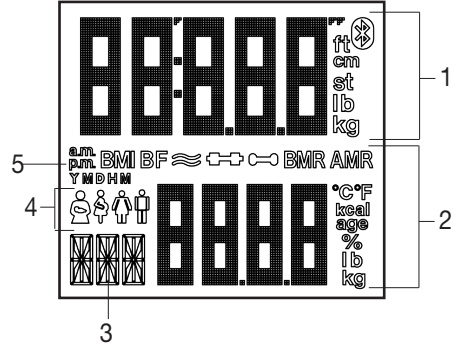 ft
cm
st
lb
kg
1
a.m.
p.m. BMI BF BMR AMR
Y M D H M
5
4
°C°F
kcal
age
%
lb
kg
2
3